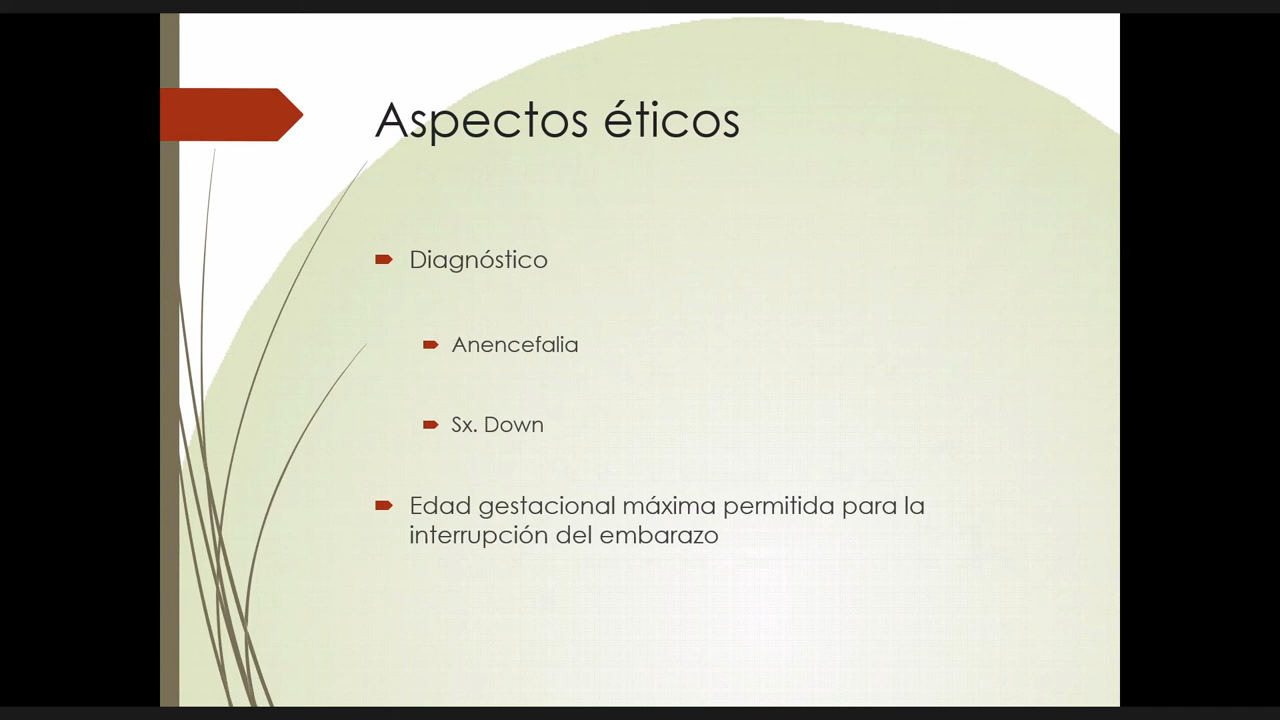 Aspectos éticos
Diagnóstico
Anencefalia
Sx. Down
Edad gestacional máxima permitida para la
interrupción del embarazo